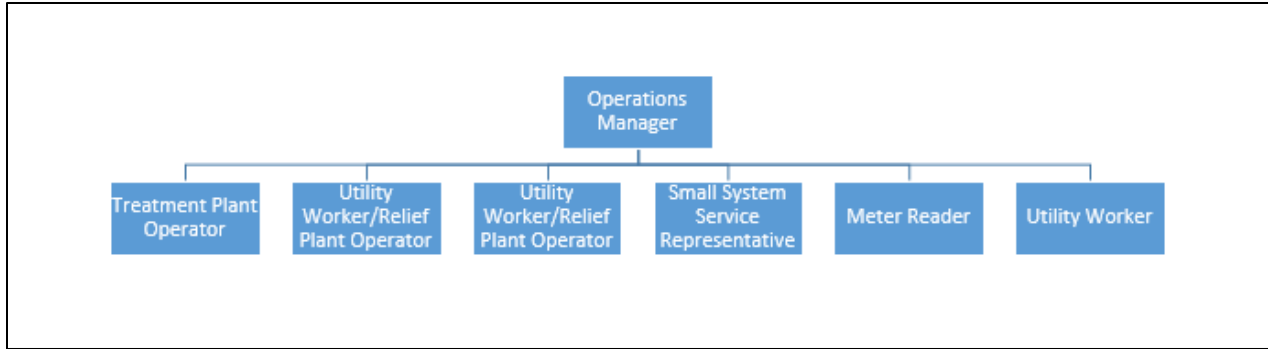 Operations
Manager
Treatment Plant
Operator
Utility
Worker/Relief
Plant Operator
Utility
Worker/Relief
Plant Operator
Small System
Service
Representative
Meter Reader
Utility Worker